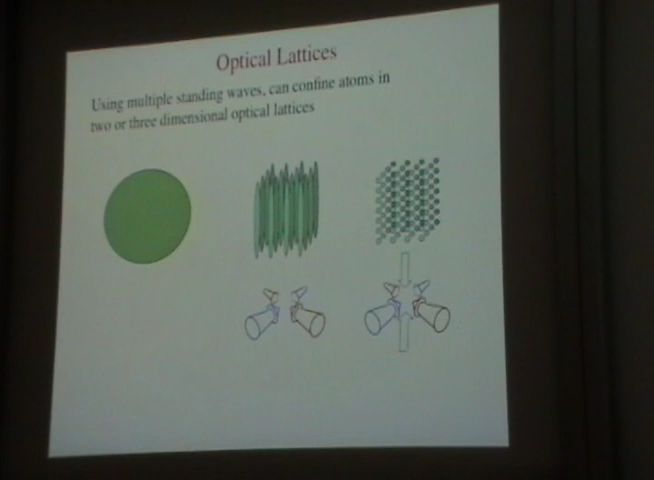 Optical Lattices
Using multiple standing waves, can confine atoms in
two or three dimensional optical lattices